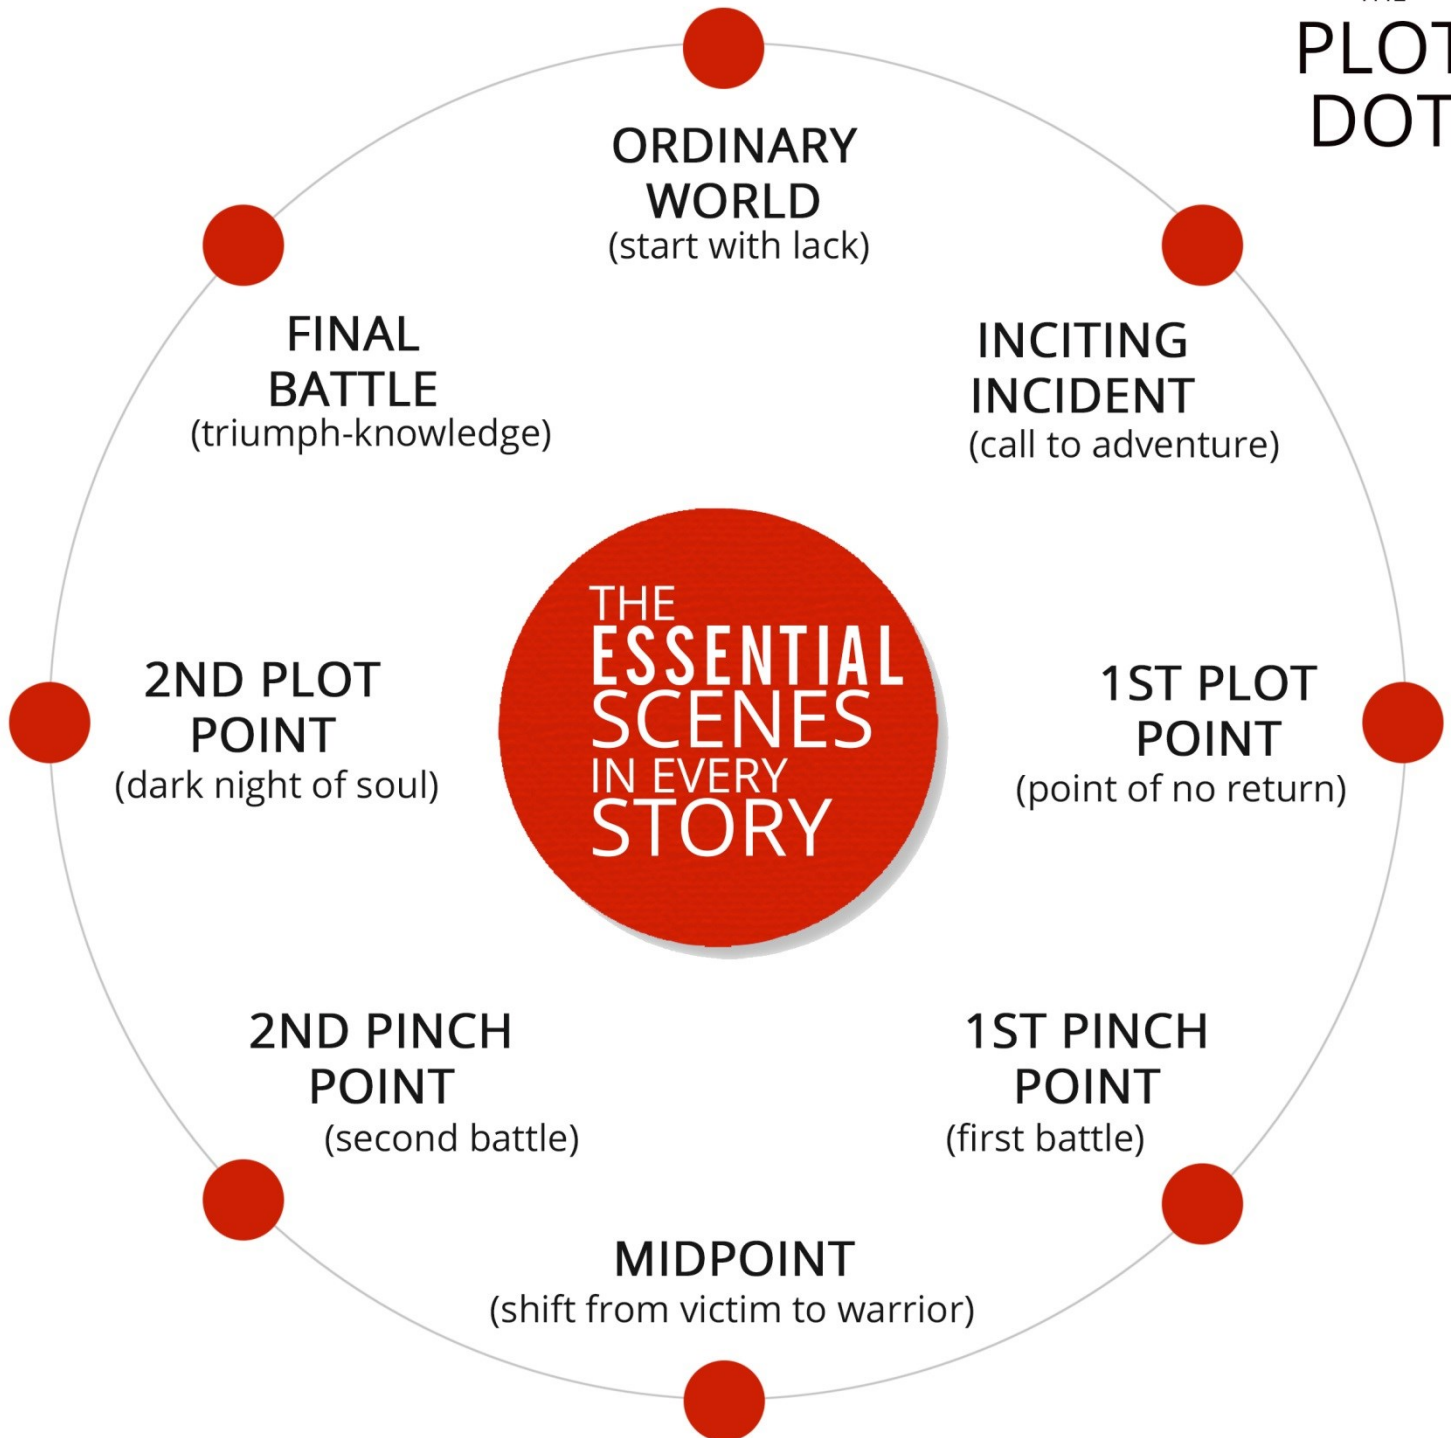 PLOT
DOT
ORDINARY
WORLD
(start with lack)
INCITING
INCIDENT
(call to adventure)
1ST PLOT
POINT
(point of no return)
1ST PINCH
POINT
(first battle)
MIDPOINT
(shift from victim to warrior)
2ND PINCH
POINT
(second battle)
2ND PLOT
POINT
(dark night of soul)
FINAL
BATTLE
(triumph-knowledge)
THE
ESSENTIAL
SCENES
IN EVERY
STORY